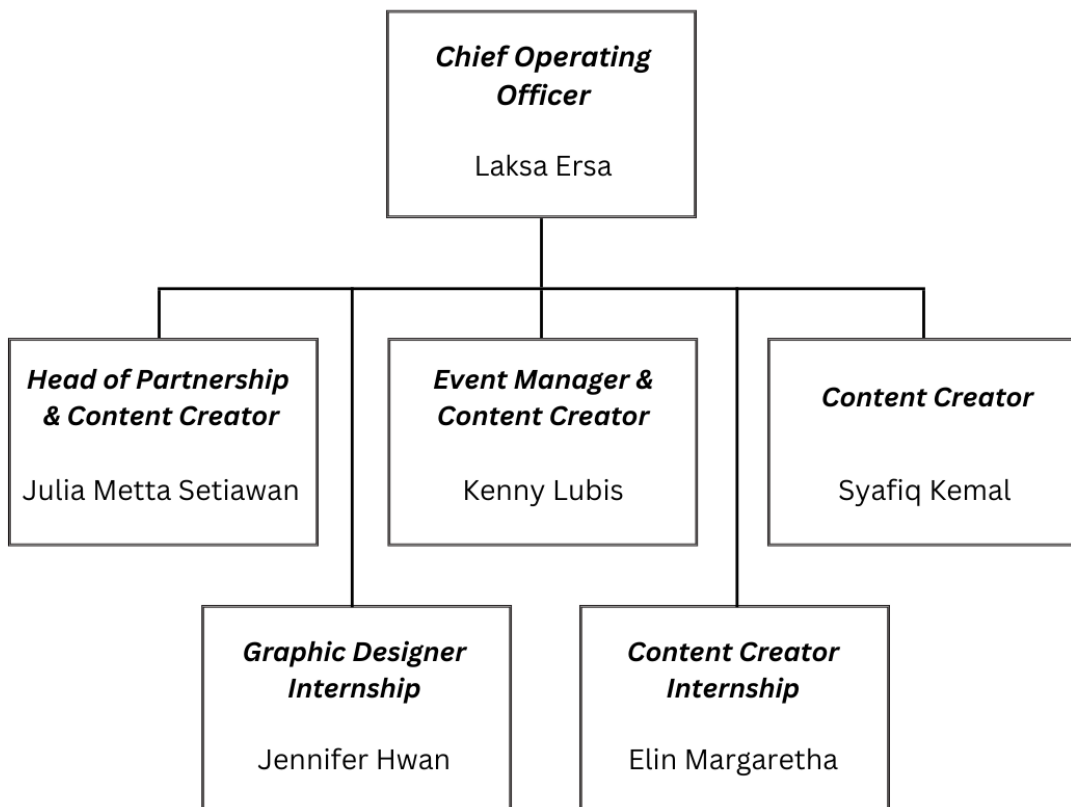 Chief Operating
Officer
Laksa Ersa
Head of Partnership
& Content Creator
Julia Metta Setiawan
Event Manager &
Content Creator
Kenny Lubis
Content Creator
Syafiq Kemal
Graphic Designer
Internship
Jennifer Hwan
Content Creator
Internship
Elin Margaretha